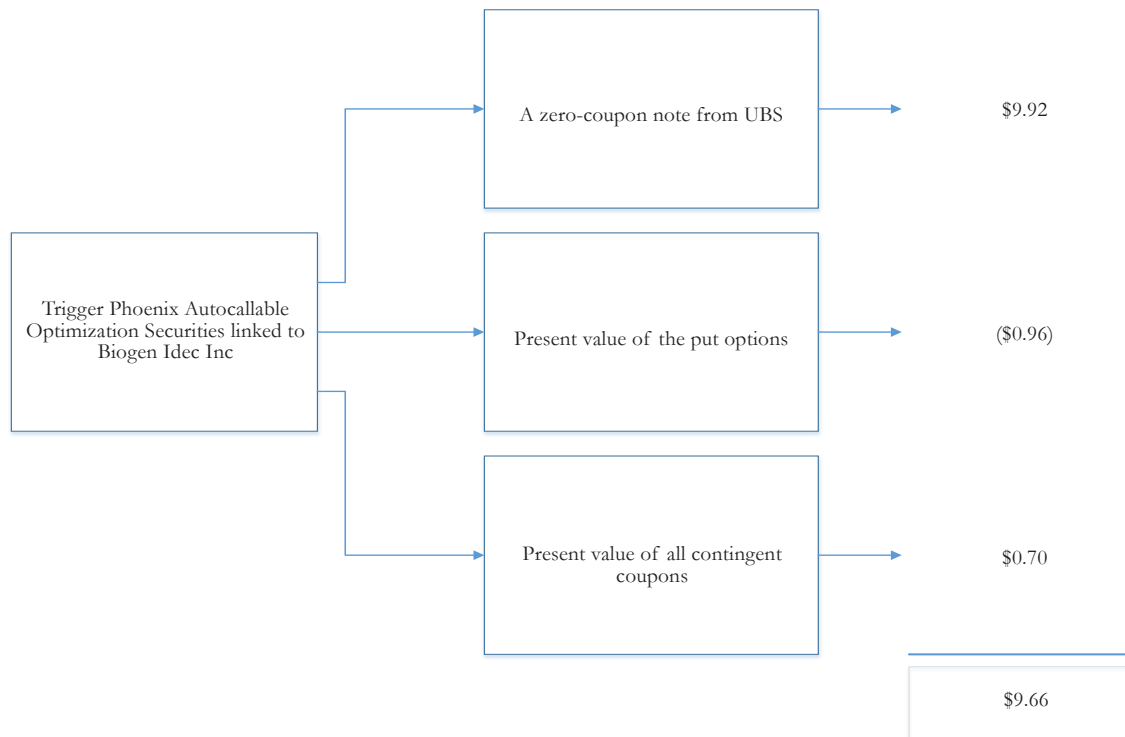 A zero-coupon note from UBS
$9.92
Trigger Phoenix Autocallable
Optimization Securities linked to
Biogen Idec Inc
Present value of the put options
($0.96)
Present value of all contingent
coupons
$0.70
$9.66